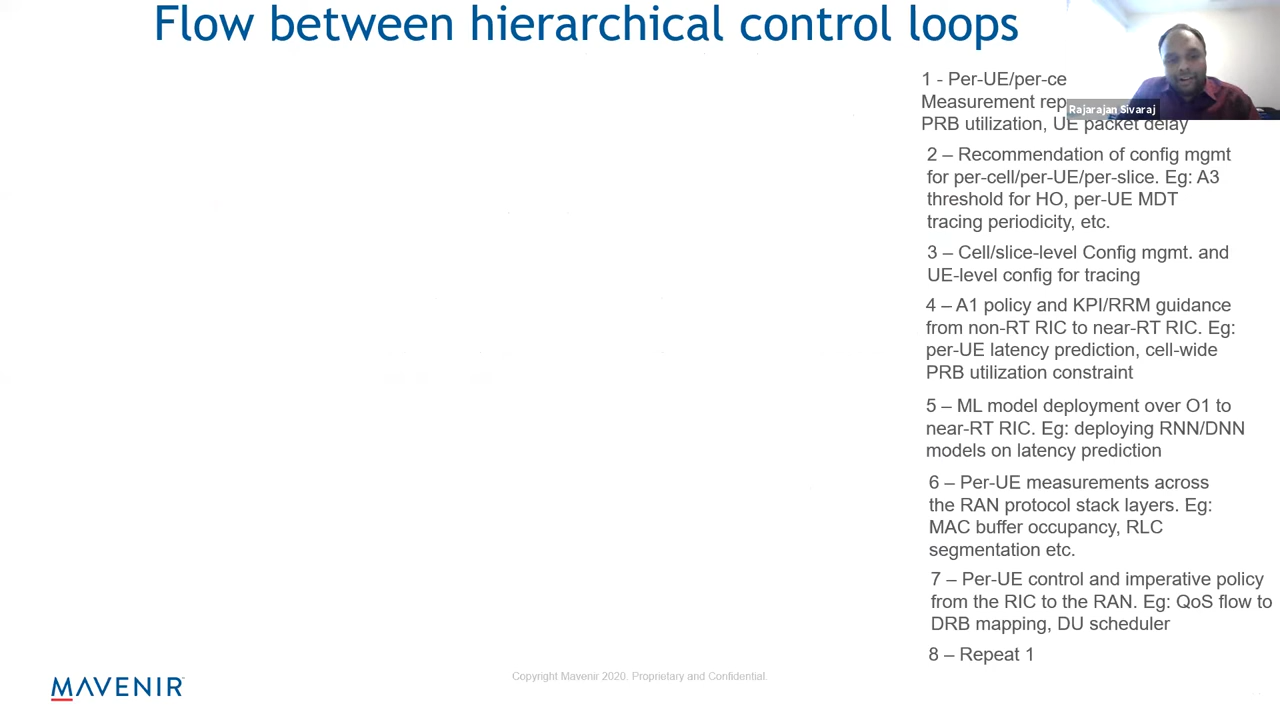 Flow between hierarchical control loops
1 - Per-UE/per-ce
Measurement rep
PRB utilization, UE packet delay
Rajarajan Sivaraj
2 – Recommendation of config mgmt
for per-cell/per-UE/per-slice. Eg: A3
threshold for HO, per-UE MDT
tracing periodicity, etc.
3 – Cell/slice-level Config mgmt. and
UE-level config for tracing
4 – A1 policy and KPI/RRM guidance
from non-RT RIC to near-RT RIC. Eg:
per-UE latency prediction, cell-wide
PRB utilization constraint
5 – ML model deployment over O1 to
near-RT RIC. Eg: deploying RNN/DNN
models on latency prediction
6 – Per-UE measurements across
the RAN protocol stack layers. Eg:
MAC buffer occupancy, RLC
segmentation etc.
7 – Per-UE control and imperative policy
from the RIC to the RAN. Eg: QoS flow to
DRB mapping, DU scheduler
8 – Repeat 1
MAVENIR
Copyright Mavenir 2020. Proprietary and Confidential.